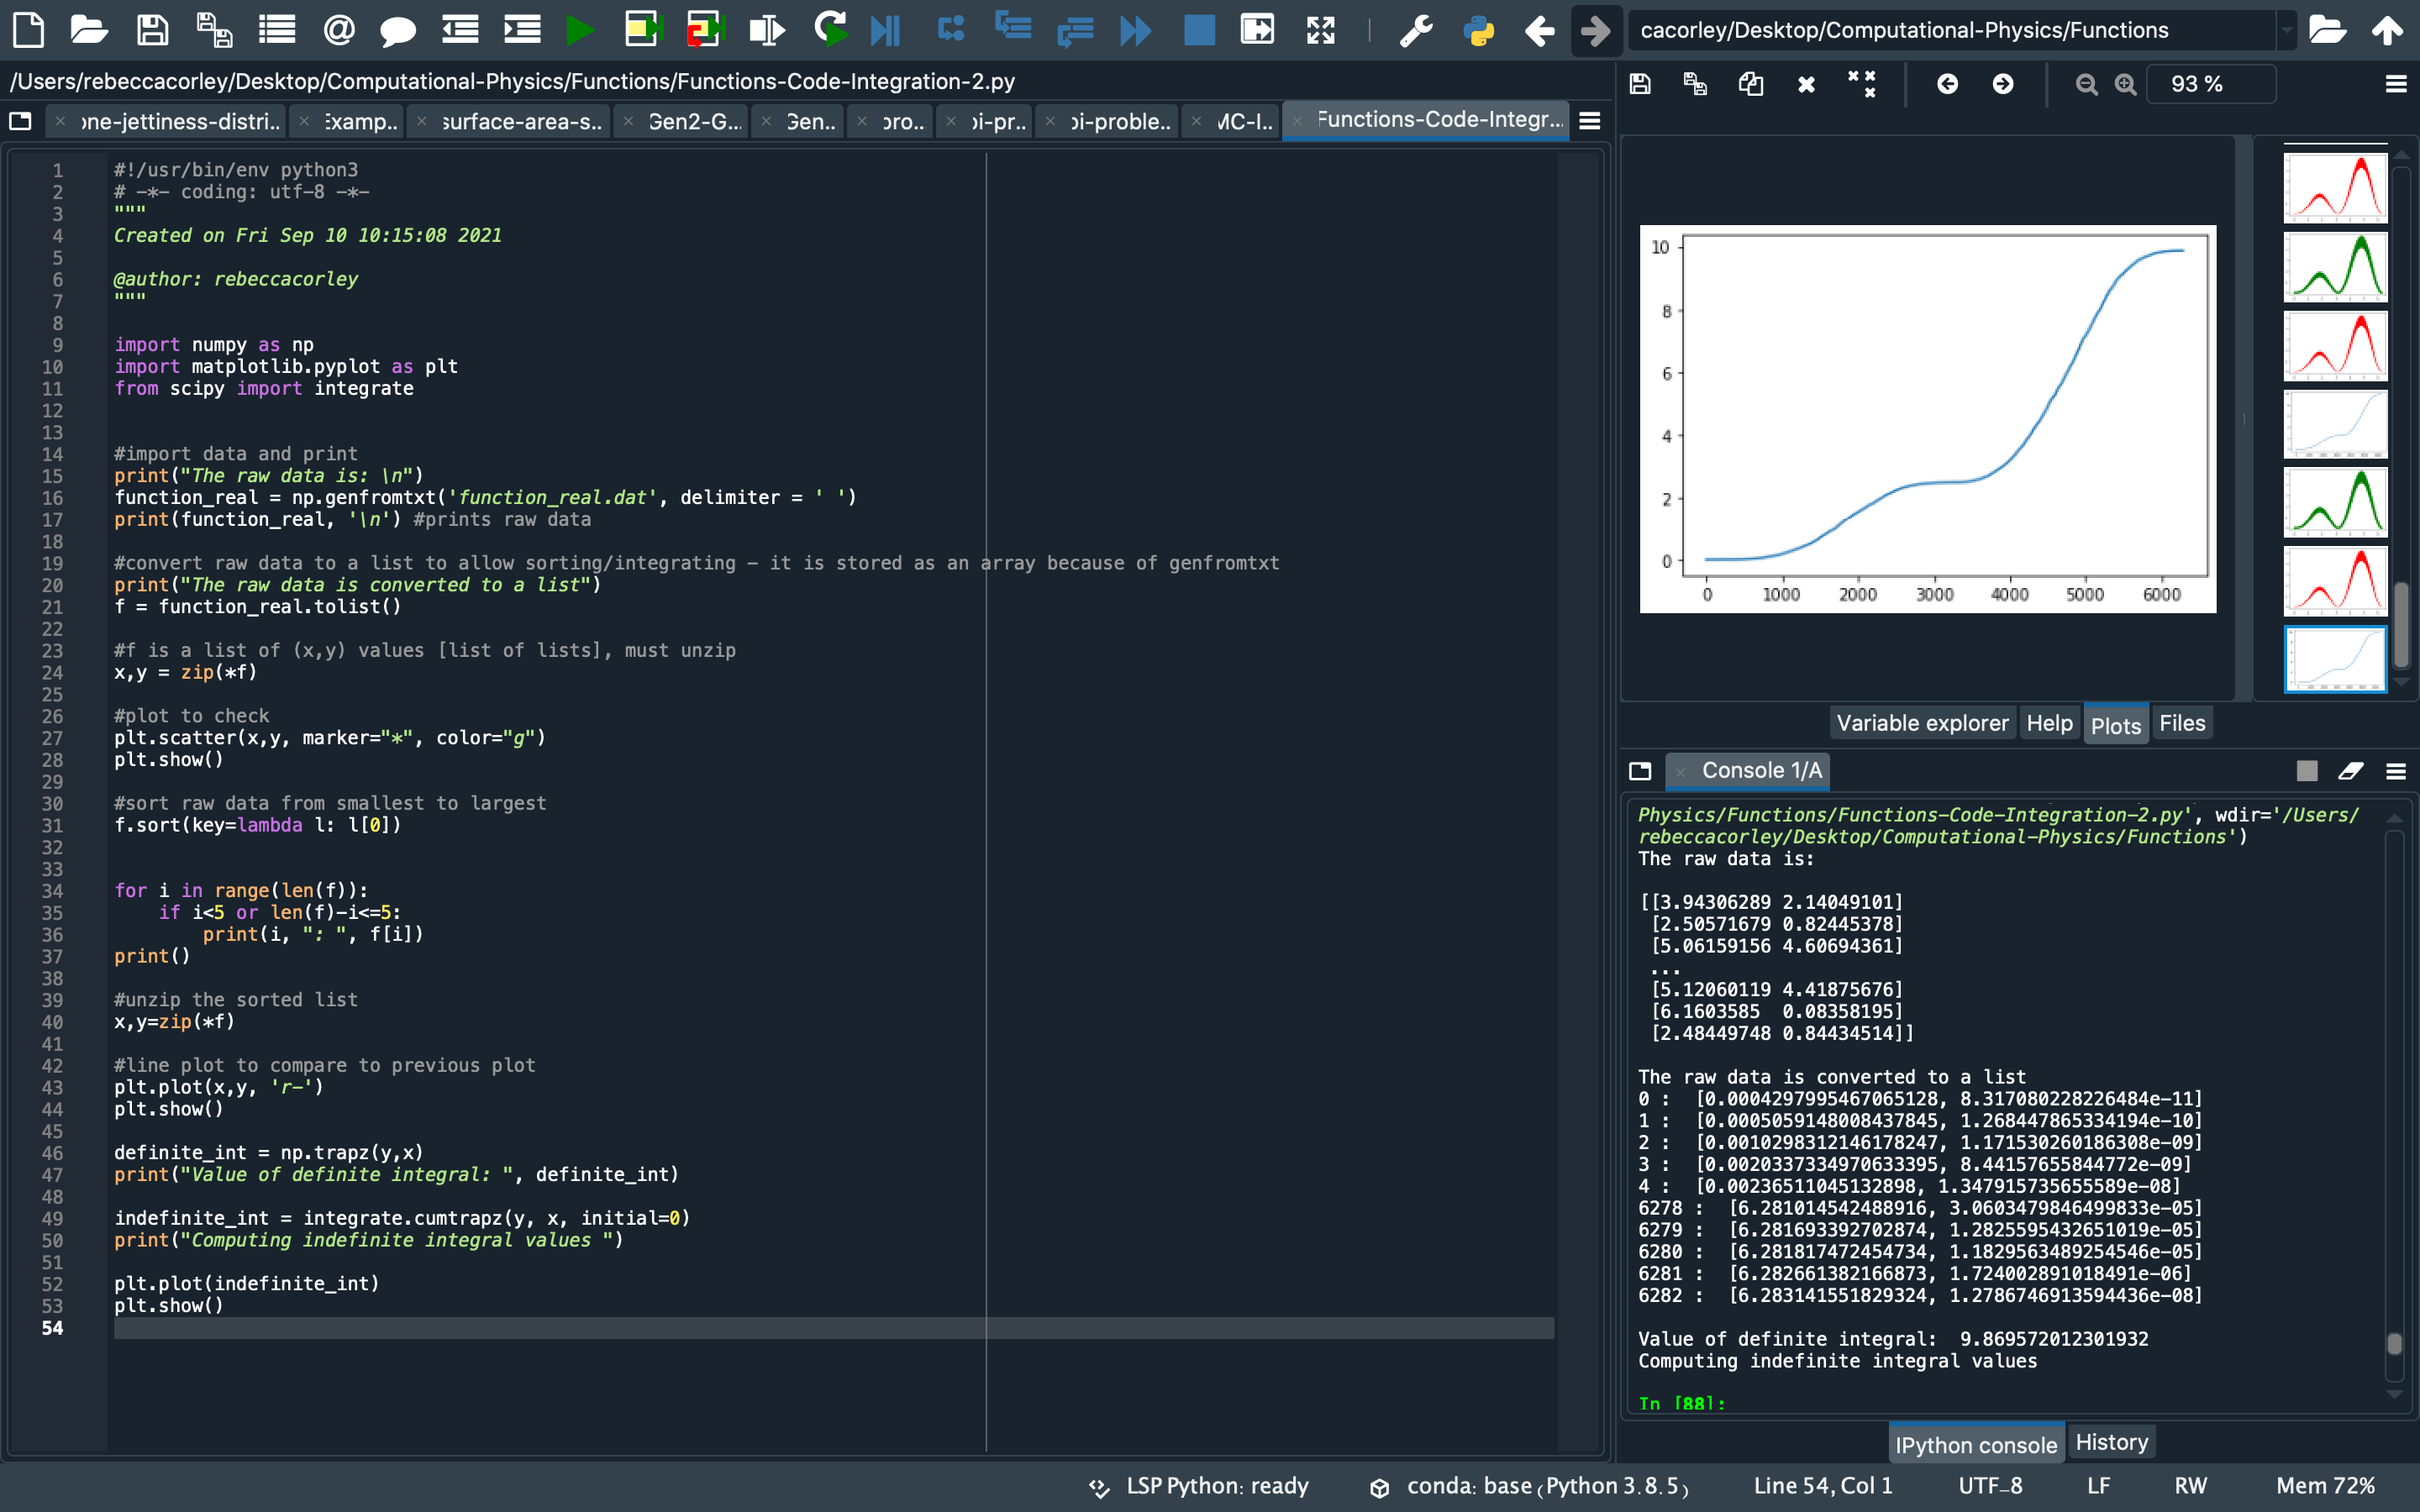 cacorley/Desktop/Computational-Physics/Functions
/Users/rebeccacorley/Desktop/Computational-Physics/Functions/Functions-Code-Integration-2.py
93 %
one-jettiness-distri..
Examp..
surface-area-s..
Gen2-G...
Gen..
pro...
pi-pr..
pi-proble..
MC-I...
Functions-Code-Integr...
1 #!/usr/bin/env python3
2 # -*- coding: utf-8 -*-
3 """
4 Created on Fri Sep 10 10:15:08 2021
5
6 @author: rebeccacorley
7 """
8
9 import numpy as np
10 import matplotlib.pyplot as plt
11 from scipy import integrate
12
13
14 #import data and print
15 print("The raw data is: \n")
16 function_real = np.genfromtxt('function_real.dat', delimiter = ' ')
17 print(function_real, '\n') #prints raw data
18
19 #convert raw data to a list to allow sorting/integrating - it is stored as an array because of genfromtxt
20 print("The raw data is converted to a list")
21 f = function_real.tolist()
22
23 #f is a list of (x,y) values [list of lists], must unzip
24 x,y = zip(*f)
25
26 #plot to check
27 plt.scatter(x,y, marker="*", color="g")
28 plt.show()
29
30 #sort raw data from smallest to largest
31 f.sort(key=lambda l: l[0])
32
33
34 for i in range(len(f)):
35     if i<5 or len(f)-i<=5:
36         print(i, ": ", f[i])
37 print()
38
39 #unzip the sorted list
40 x,y=zip(*f)
41
42 #line plot to compare to previous plot
43 plt.plot(x,y, 'r-')
44 plt.show()
45
46 definite_int = np.trapz(y,x)
47 print("Value of definite integral: ", definite_int)
48
49 indefinite_int = integrate.cumtrapz(y, x, initial=0)
50 print("Computing indefinite integral values ")
51
52 plt.plot(indefinite_int)
53 plt.show()
54
10
8
6
4
2
0
0 1000 2000 3000 4000 5000 6000
Variable explorer Help Plots Files
Console 1/A
Physics/Functions/Functions-Code-Integration-2.py', wdir='/Users/
rebeccacorley/Desktop/Computational-Physics/Functions')
The raw data is:

[[3.94306289 2.14049101]
 [2.50571679 0.82445378]
 [5.06159156 4.60694361]
 ...
 [5.12060119 4.41875676]
 [6.1603585  0.08358195]
 [2.48449748 0.84434514]]

The raw data is converted to a list
0 :  [0.0004297995467065128, 8.317080228226484e-11]
1 :  [0.0005059148008437845, 1.268447865334194e-10]
2 :  [0.0010298312146178247, 1.171530260186308e-09]
3 :  [0.0020337334970633395, 8.44157655844772e-09]
4 :  [0.00236511045132898, 1.347915735655589e-08]
6278 :  [6.281014542488916, 3.0603479846499833e-05]
6279 :  [6.281693392702874, 1.2825595432651019e-05]
6280 :  [6.281817472454734, 1.1829563489254546e-05]
6281 :  [6.282661382166873, 1.724002891018491e-06]
6282 :  [6.283141551829324, 1.2786746913594436e-08]

Value of definite integral:  9.869572012301932
Computing indefinite integral values

In [88]:
IPython console History
LSP Python: ready conda: base (Python 3.8.5) Line 54, Col 1 UTF-8 LF RW Mem 72%